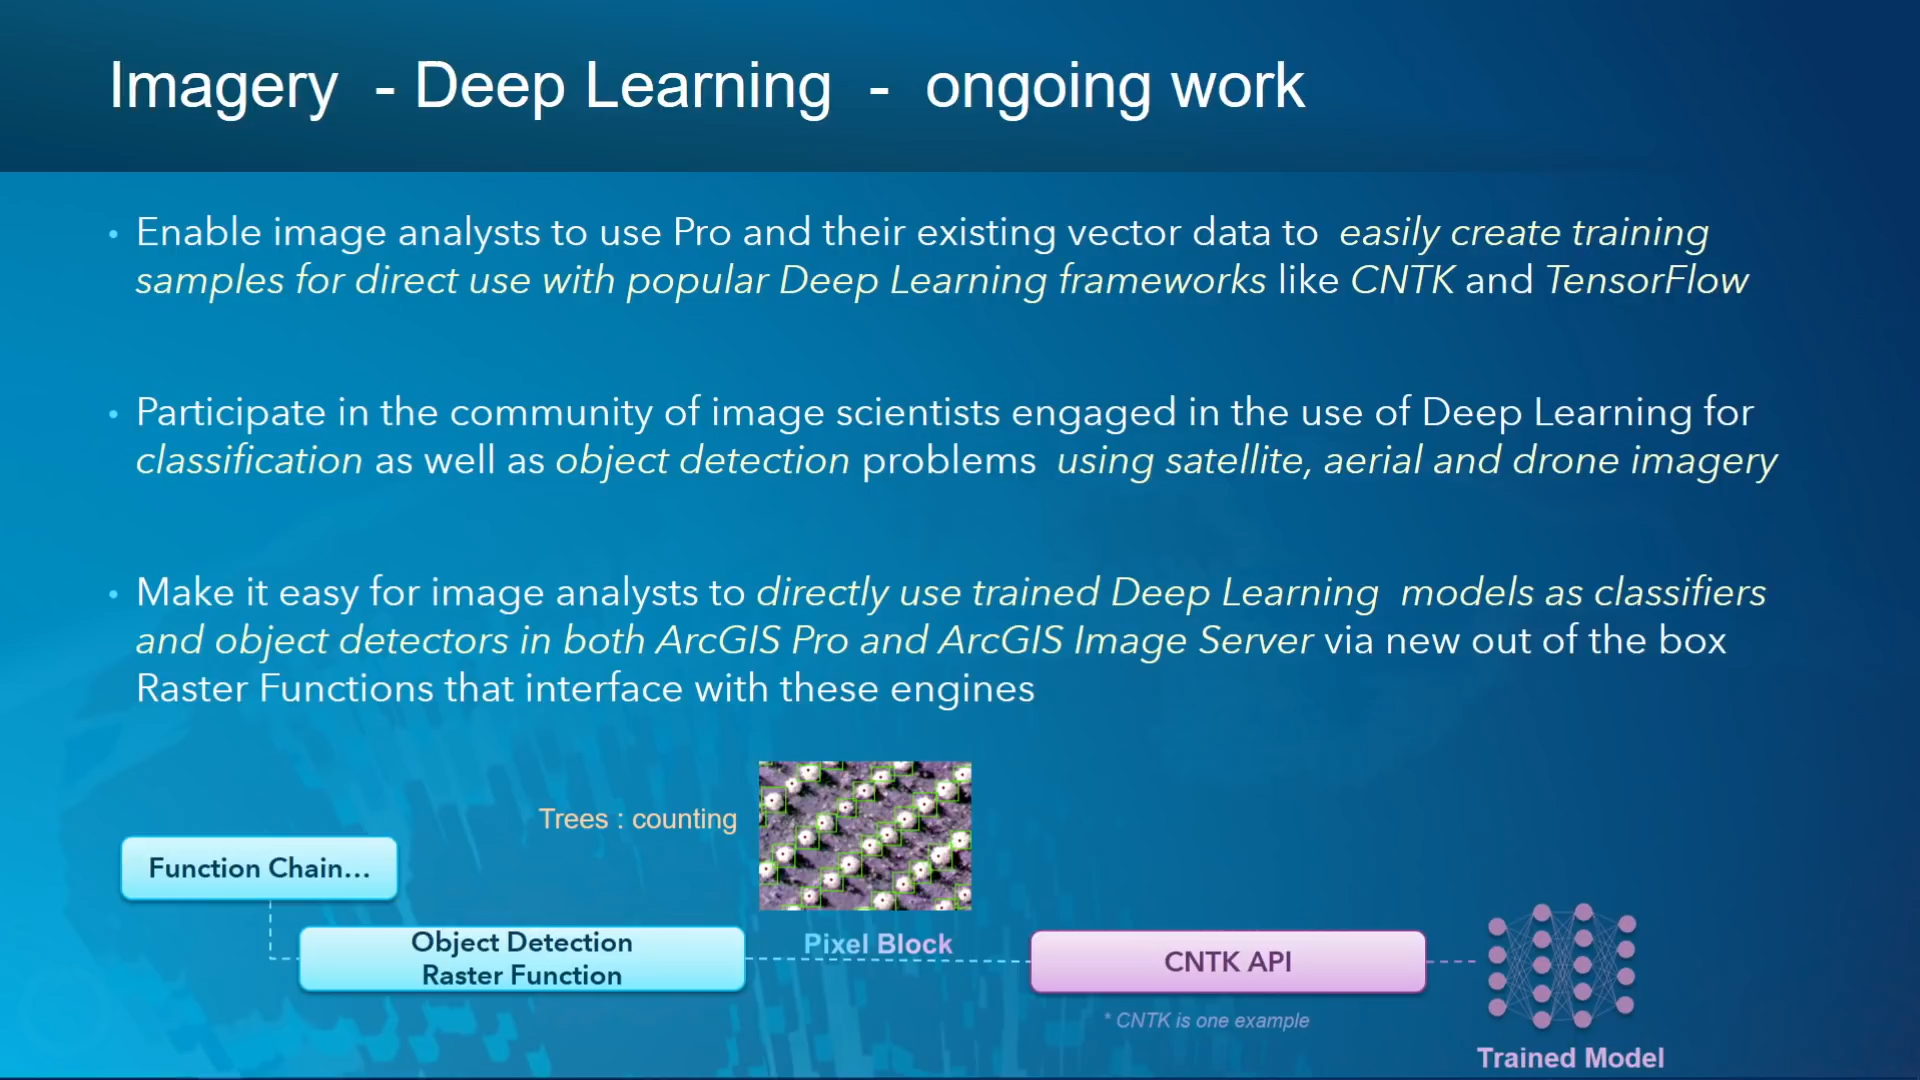 Imagery - Deep Learning - ongoing work
• Enable image analysts to use Pro and their existing vector data to easily create training
samples for direct use with popular Deep Learning frameworks like CNTK and TensorFlow
• Participate in the community of image scientists engaged in the use of Deep Learning for
classification as well as object detection problems using satellite, aerial and drone imagery
• Make it easy for image analysts to directly use trained Deep Learning models as classifiers
and object detectors in both ArcGIS Pro and ArcGIS Image Server via new out of the box
Raster Functions that interface with these engines
Trees : counting
Function Chain...
Object Detection
Raster Function
Pixel Block
CNTK API
* CNTK is one example
Trained Model